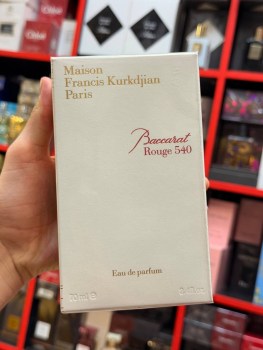 Maison
Francis Kurkdjian
Paris
Baccarat
Rouge 540
Eau de parfum